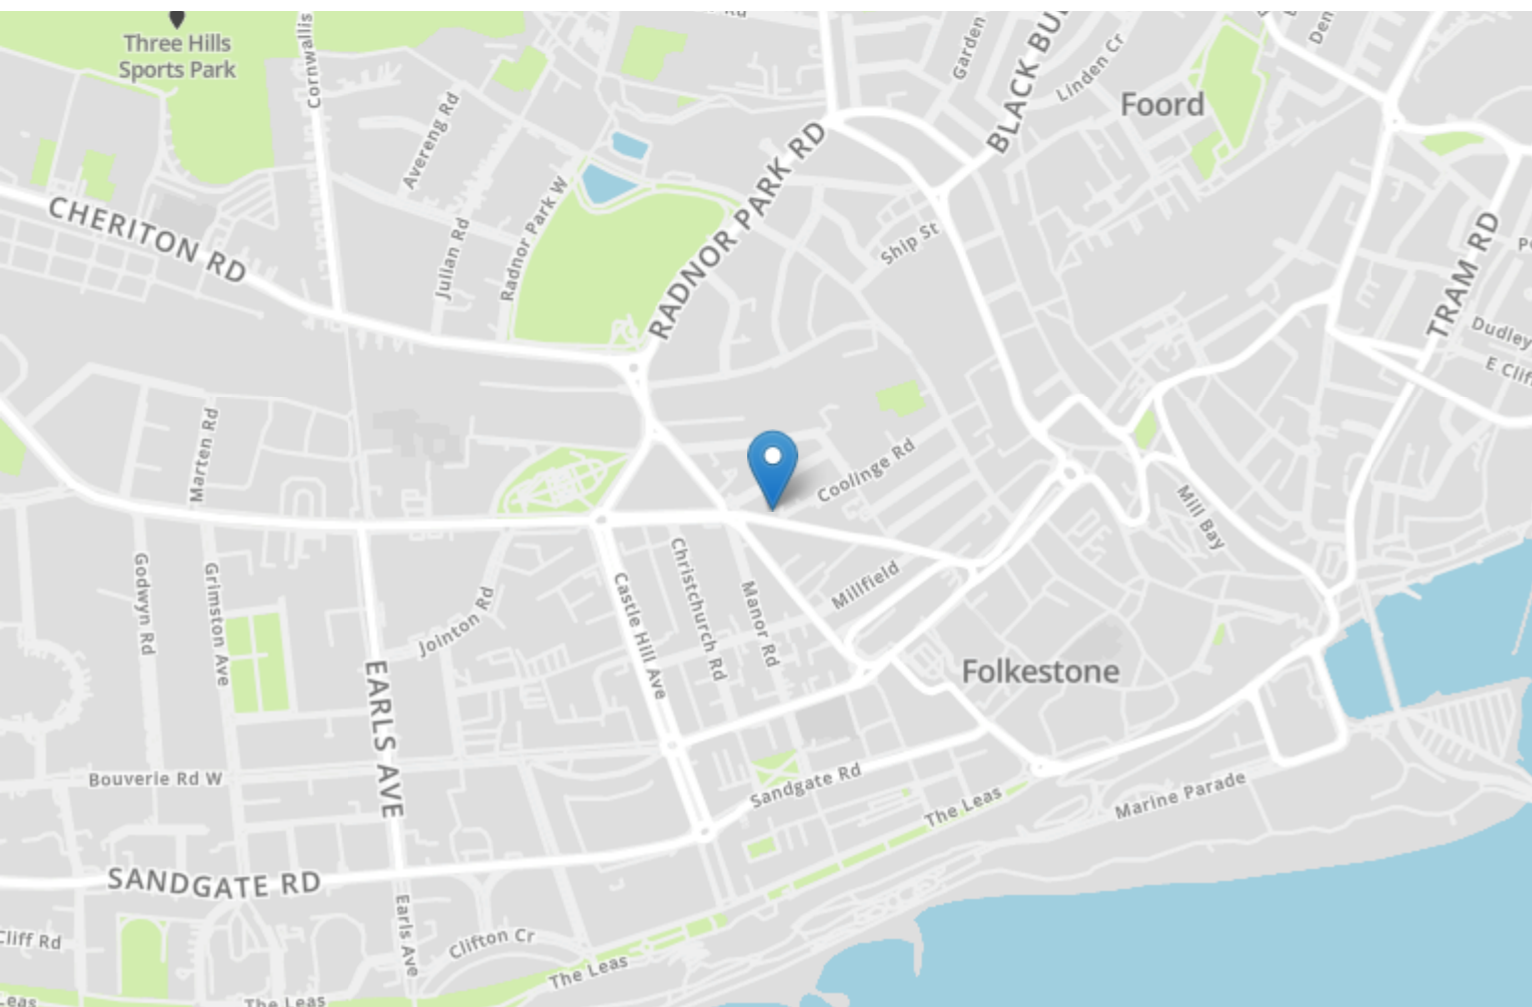 Rd
Three Hills
Sports Park
Cornwallis
Garden
BLACK BU
Linden Cr
Den
Foord
Avereng Rd
RADNOR PARK RD
CHERITON RD
Julian Rd
Radnor Park W
Ship St
TRAM RD
Dudley
E Clif
Marten Rd
Coolinge Rd
Mill Bay
Godwyn Rd
Grimston Ave
Jointon Rd
Castle Hill Ave
Christchurch Rd
Manor Rd
Millfield
Folkestone
EARLS AVE
Bouverie Rd W
Sandgate Rd
The Leas
Marine Parade
SANDGATE RD
Earls Ave
Cliff Rd
Clifton Cr
The Leas
Leas
The Leas